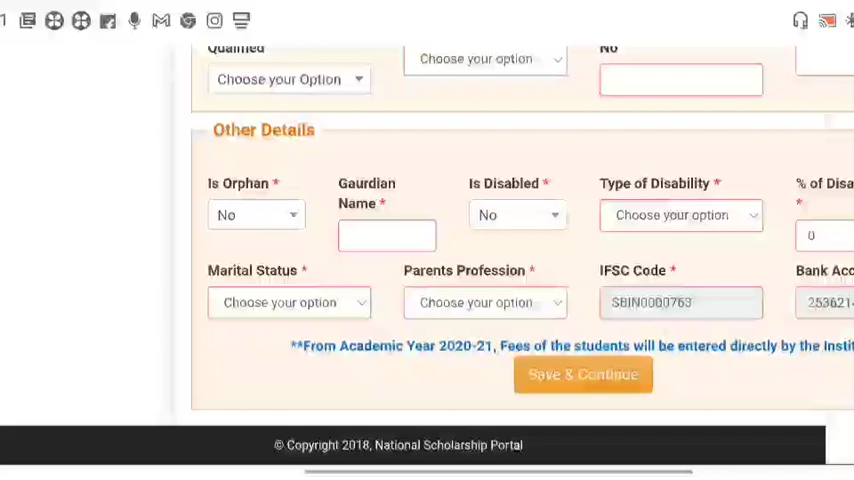 Qualified
Choose your option
No
Choose your Option
Other Details
Is Orphan *
Gaurdian Name *
Is Disabled *
Type of Disability *
% of Disa
*
No
No
Choose your option
0
Marital Status *
Parents Profession *
IFSC Code *
Bank Acc
Choose your option
Choose your option
SBIN0000763
253621
**From Academic Year 2020-21, Fees of the students will be entered directly by the Insti
Save & Continue
© Copyright 2018, National Scholarship Portal